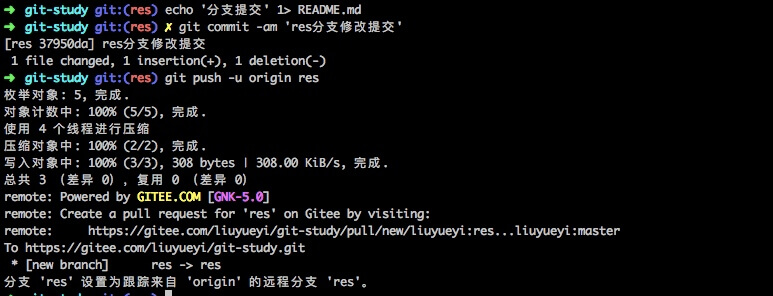 ➜ git-study git:(res) echo '分支提交' 1> README.md
➜ git-study git:(res) ✗ git commit -am 'res分支修改提交'
[res 37950da] res分支修改提交
1 file changed, 1 insertion(+), 1 deletion(-)
➜ git-study git:(res) git push -u origin res
枚举对象: 5, 完成.
对象计数中: 100% (5/5), 完成.
使用 4 个线程进行压缩
压缩对象中: 100% (2/2), 完成.
写入对象中: 100% (3/3), 308 bytes | 308.00 KiB/s, 完成.
总共 3 （差异 0）, 复用 0 （差异 0）
remote: Powered by GITEE.COM [GNK-5.0]
remote: Create a pull request for 'res' on Gitee by visiting:
remote:     https://gitee.com/liuyueyi/git-study/pull/new/liuyueyi:res...liuyueyi:master
To https://gitee.com/liuyueyi/git-study.git
* [new branch]      res -> res
分支 'res' 设置为跟踪来自 'origin' 的远程分支 'res'。